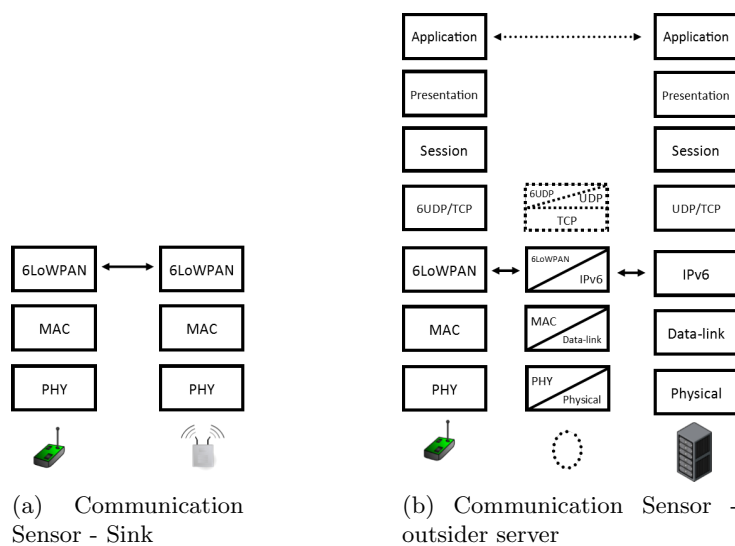 Application
Application
Presentation
Presentation
Session
Session
6UDP/TCP
6UDP
UDP
TCP
UDP/TCP
6LoWPAN
6LoWPAN
6LoWPAN
6LoWPAN
IPv6
IPv6
MAC
MAC
MAC
MAC
Data-link
Data-link
PHY
PHY
PHY
PHY
Physical
Physical
(a) Communication
Sensor - Sink
(b) Communication Sensor -
outsider server